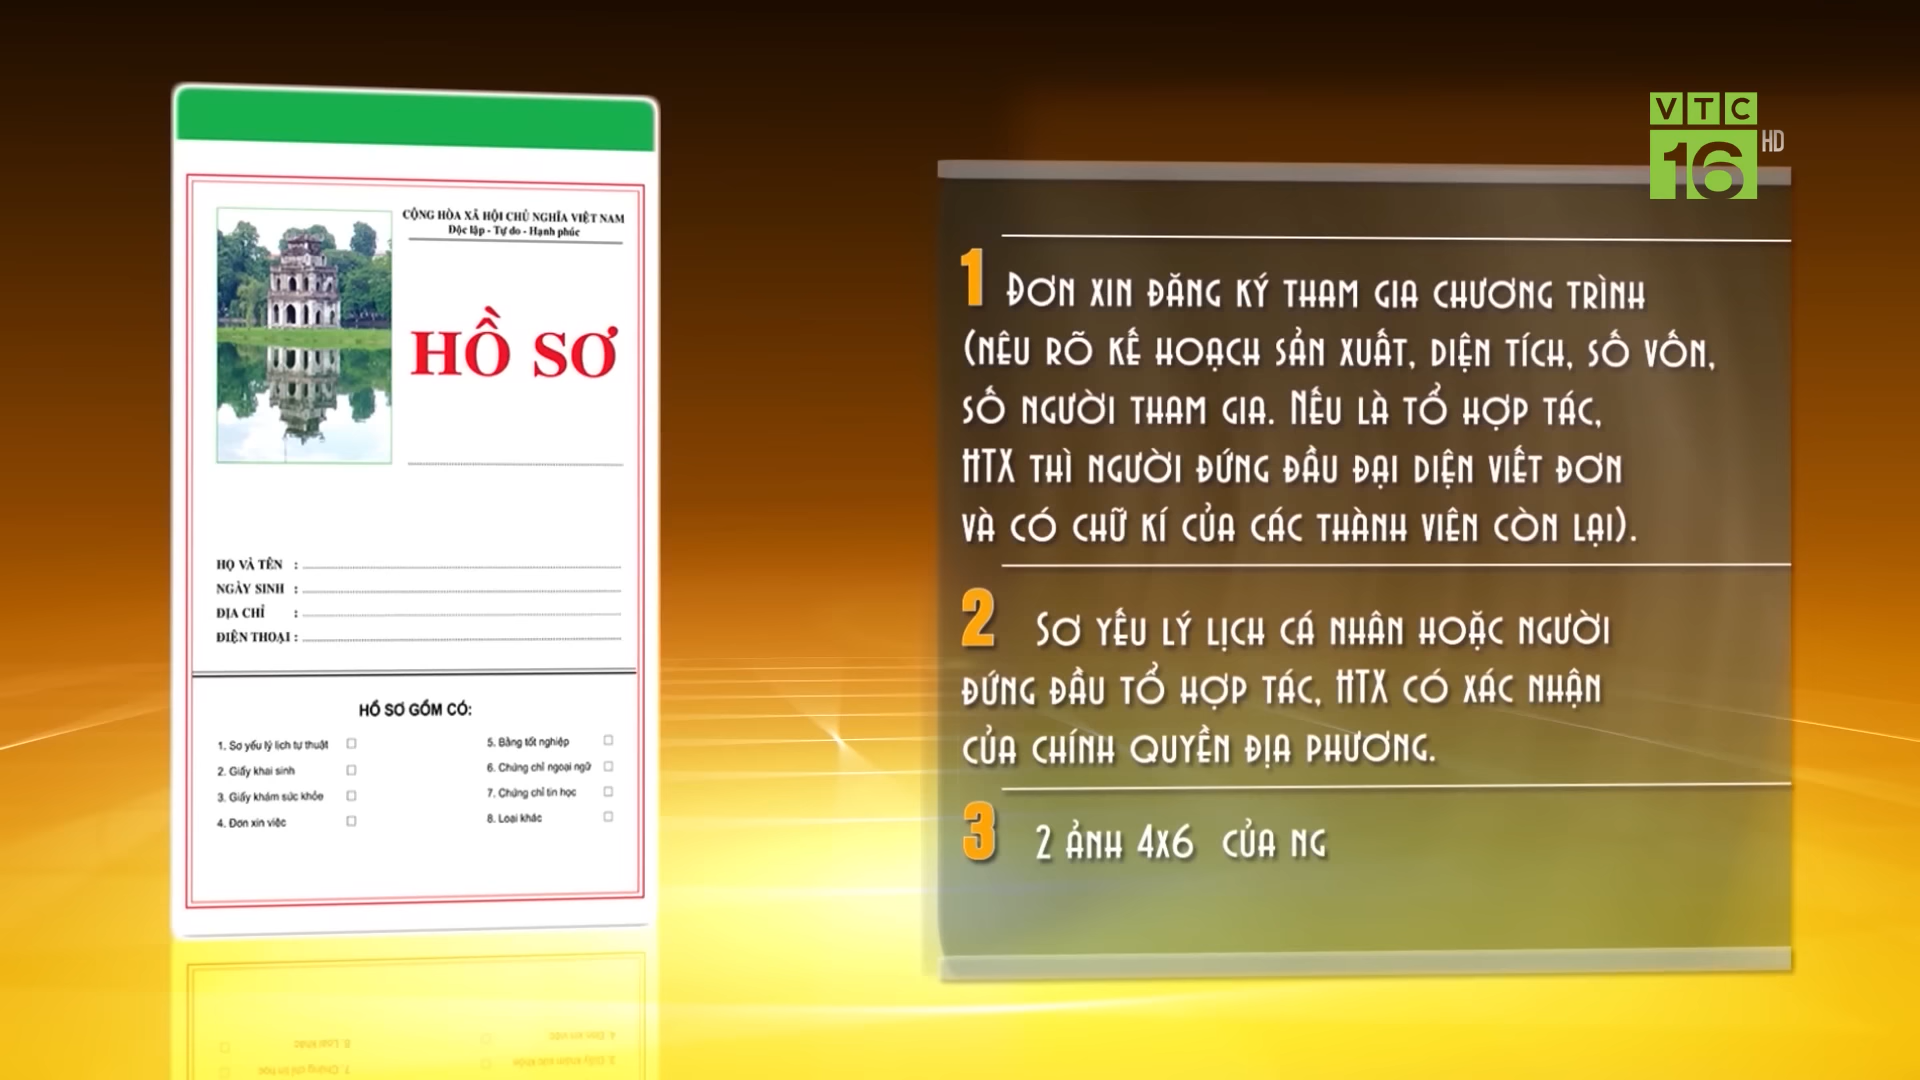 VTC
16 HD
CỘNG HÒA XÃ HỘI CHỦ NGHĨA VIỆT NAM
Độc lập - Tự do - Hạnh phúc
HỒ SƠ
HỌ VÀ TÊN :
NGÀY SINH :
ĐỊA CHỈ :
ĐIỆN THOẠI :
HỒ SƠ GỒM CÓ:
1. Sơ yếu lý lịch tự thuật
2. Giấy khai sinh
3. Giấy khám sức khỏe
4. Đơn xin việc
5. Bằng tốt nghiệp
6. Chứng chỉ ngoại ngữ
7. Chứng chỉ tin học
8. Loại khác
1 Đơn xin đăng ký tham gia chương trình
(nêu rõ kế hoạch sản xuất, diện tích, số vốn,
số người tham gia. Nếu là tổ hợp tác,
HTX thì người đứng đầu đại diện viết đơn
và có chữ kí của các thành viên còn lại).
2 Sơ yếu lý lịch cá nhân hoặc người
đứng đầu tổ hợp tác, HTX có xác nhận
của chính quyền địa phương.
3 2 ảnh 4x6 của ng